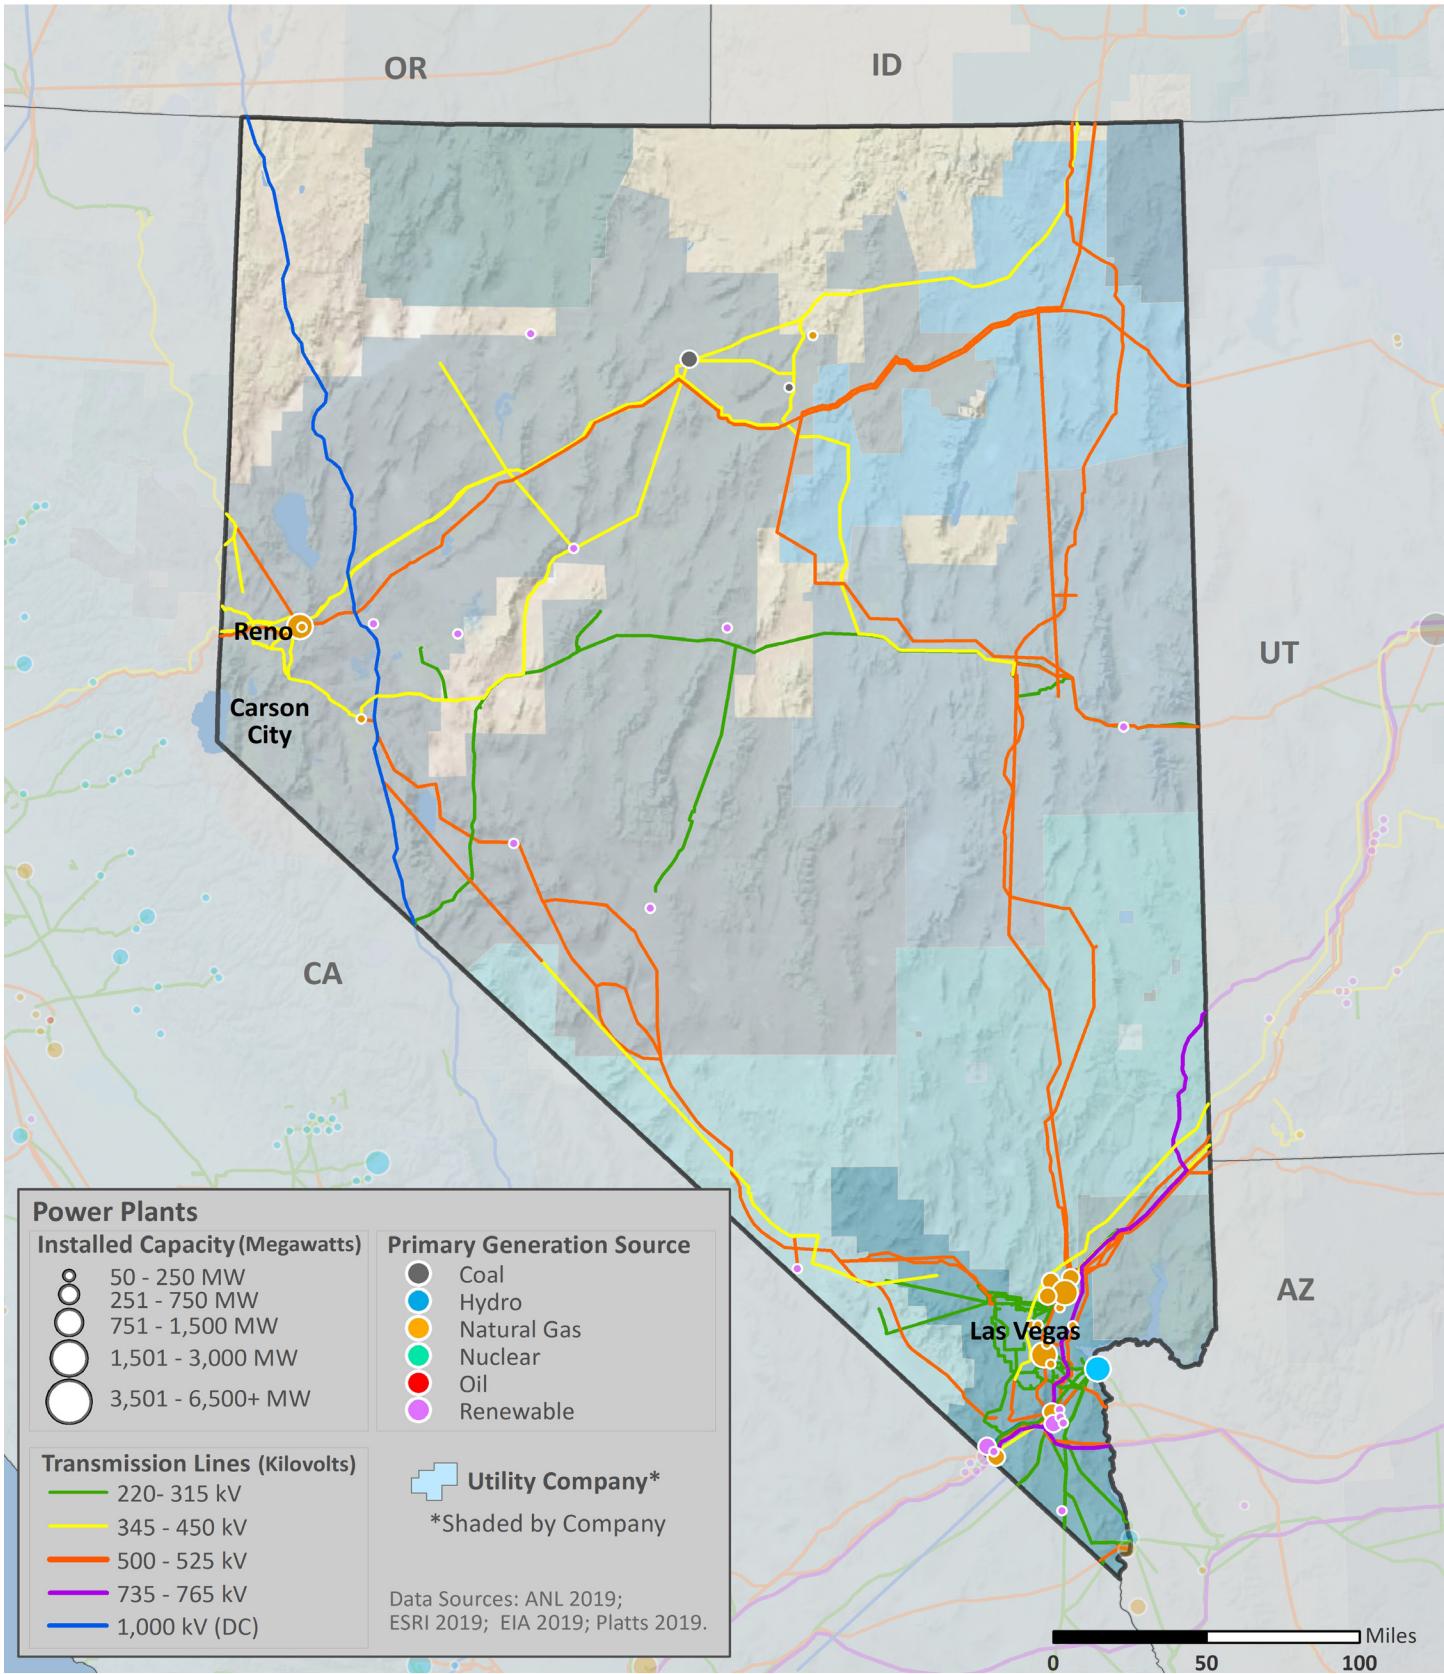 OR
ID
Reno
Carson
City
UT
CA
AZ
Las Vegas
Power Plants
Installed Capacity (Megawatts)
50 - 250 MW
251 - 750 MW
751 - 1,500 MW
1,501 - 3,000 MW
3,501 - 6,500+ MW
Primary Generation Source
Coal
Hydro
Natural Gas
Nuclear
Oil
Renewable
Transmission Lines (Kilovolts)
220- 315 kV
345 - 450 kV
500 - 525 kV
735 - 765 kV
1,000 kV (DC)
Utility Company*
*Shaded by Company
Data Sources: ANL 2019;
ESRI 2019; EIA 2019; Platts 2019.
Miles
0 50 100